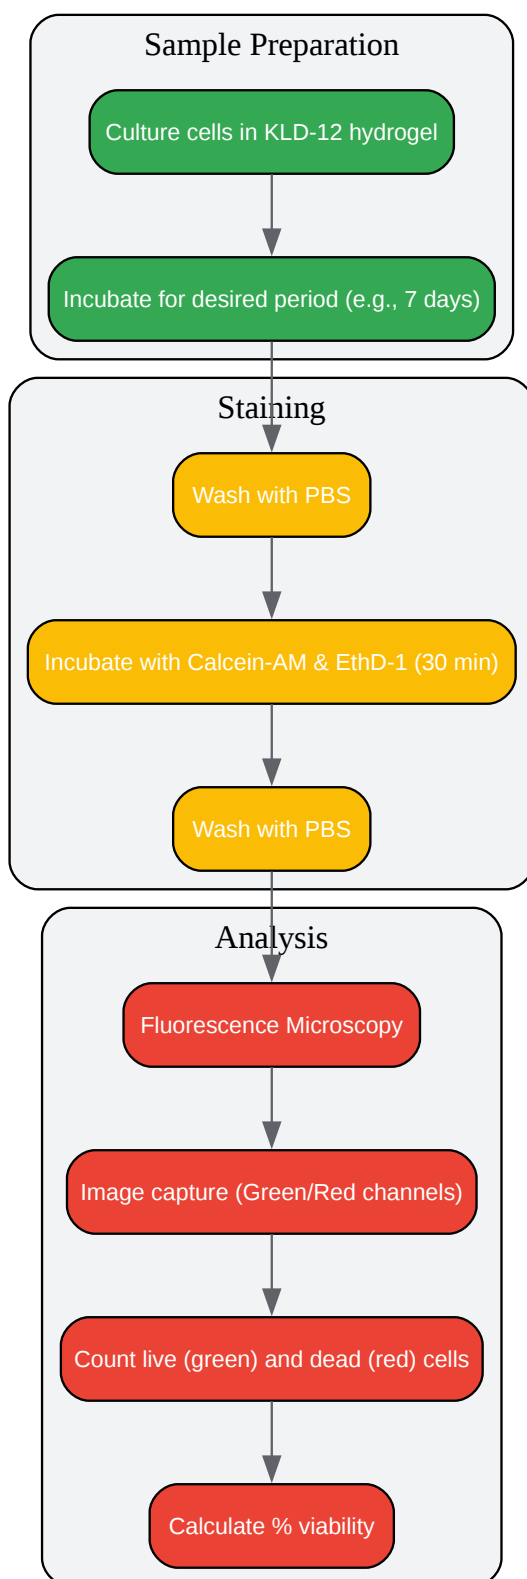 Sample Preparation
Culture cells in KLD-12 hydrogel
Incubate for desired period (e.g., 7 days)
Staining
Wash with PBS
Incubate with Calcein-AM & EthD-1 (30 min)
Wash with PBS
Analysis
Fluorescence Microscopy
Image capture (Green/Red channels)
Count live (green) and dead (red) cells
Calculate % viability